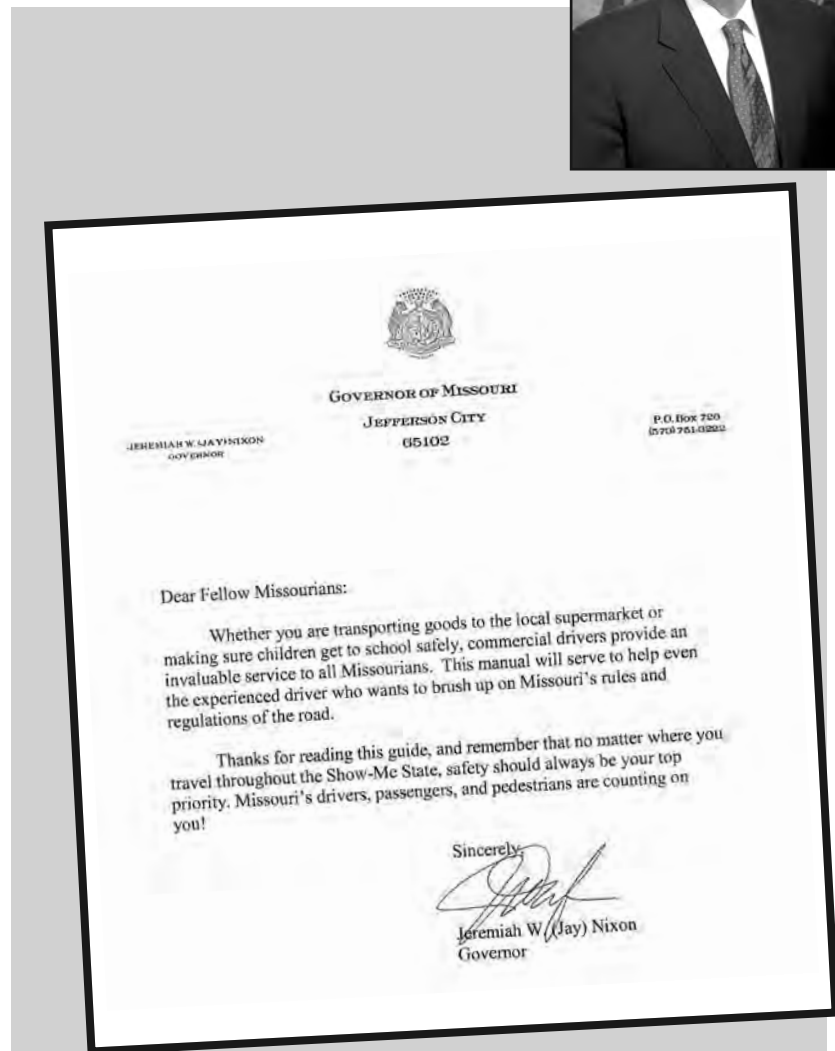 GOVERNOR OF MISSOURI
JEFFERSON CITY
65102
JEREMIAH W. (JAY) NIXON
GOVERNOR
P.O. BOX 720
(573) 751-3222
Dear Fellow Missourians:
Whether you are transporting goods to the local supermarket or
making sure children get to school safely, commercial drivers provide an
invaluable service to all Missourians. This manual will serve to help even
the experienced driver who wants to brush up on Missouri's rules and
regulations of the road.
Thanks for reading this guide, and remember that no matter where you
travel throughout the Show-Me State, safety should always be your top
priority. Missouri's drivers, passengers, and pedestrians are counting on
you!
Sincerely,
Jeremiah W. (Jay) Nixon
Governor